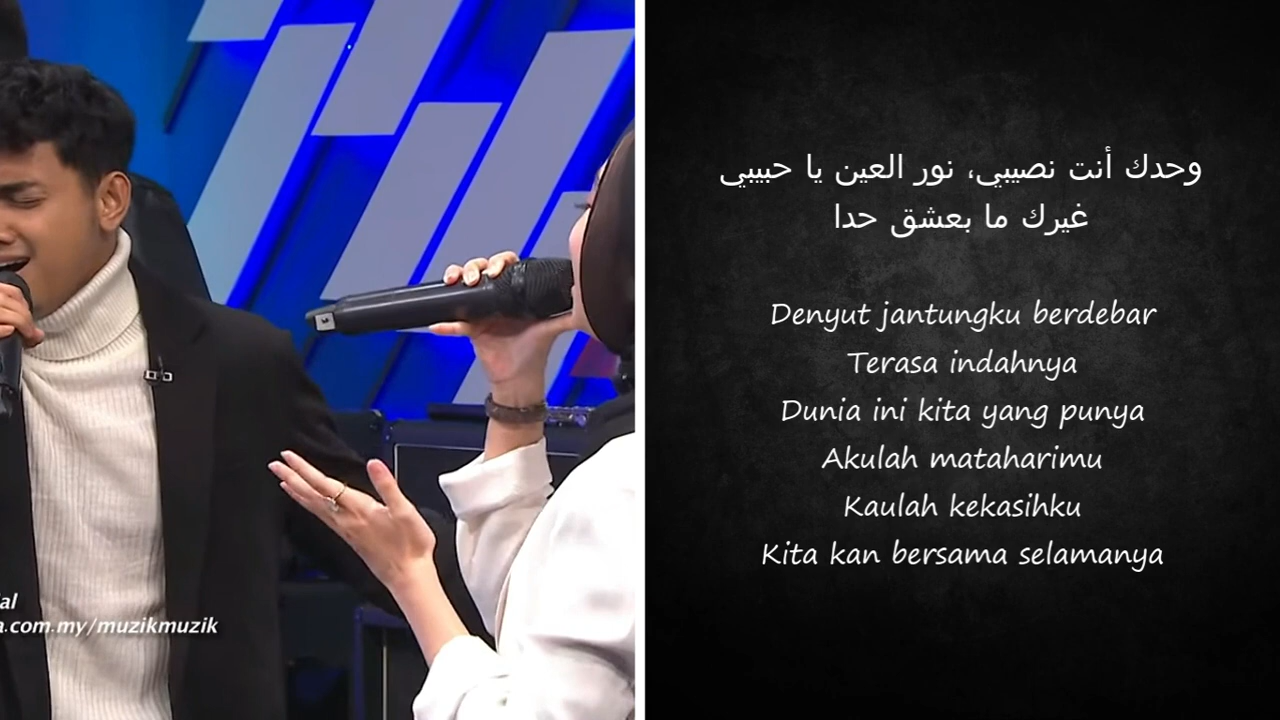 al
a.com.my/muzikmuzik
وحدك أنت نصيبي، نور العين يا حبيبي
غيرك ما بعشق حدا
Denyut jantungku berdebar
Terasa indahnya
Dunia ini kita yang punya
Akulah mataharimu
Kaulah kekasihku
Kita kan bersama selamanya